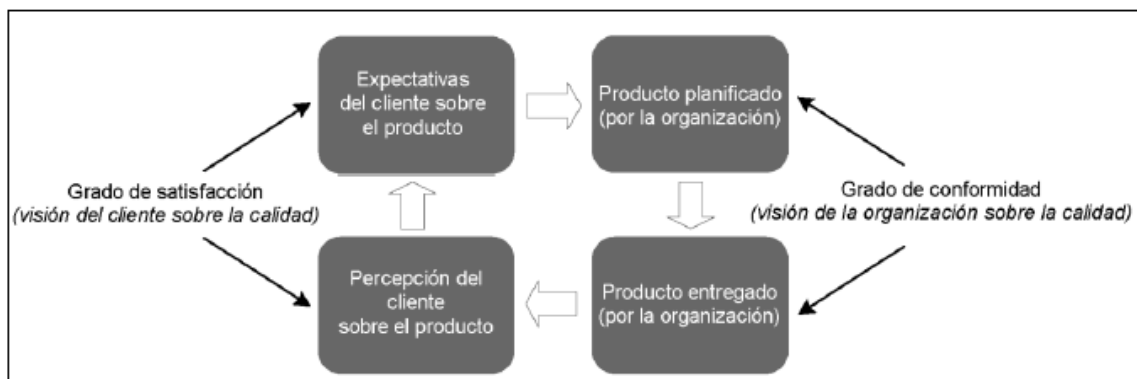 Expectativas
del cliente sobre
el producto
Producto planificado
(por la organización)
Grado de satisfacción
(visión del cliente sobre la calidad)
Grado de conformidad
(visión de la organización sobre la calidad)
Percepción del
cliente
sobre el producto
Producto entregado
(por la organización)